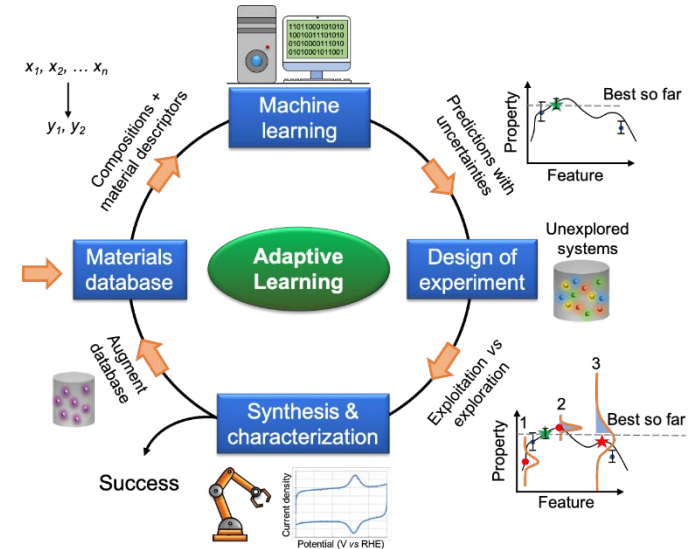 x1, x2, ... xn
y1, y2
11011000101010
10010011101010
01010000111010
01010001011001
Machine
learning
Compositions +
material descriptors
Predictions with
uncertainties
Property
Best so far
Feature
Materials
database
Adaptive
Learning
Design of
experiment
Unexplored
systems
Augment
database
Exploitation vs
exploration
Synthesis &
characterization
Success
Current density
Potential (V vs RHE)
Property
1
2
3
Best so far
Feature